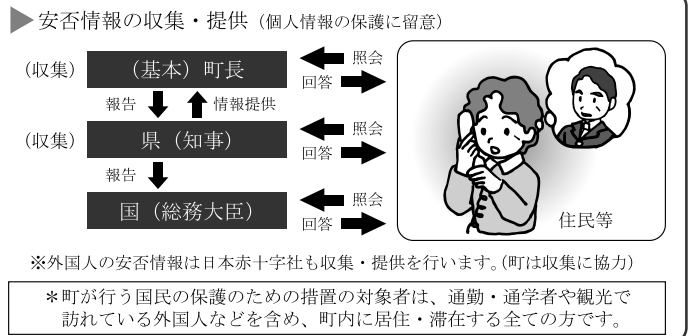 ▶安否情報の収集・提供（個人情報の保護に留意）
（収集）（基本）町長 照会
回答
報告 情報提供
（収集） 県（知事） 照会
回答
報告
国（総務大臣） 照会
回答
住民等
※外国人の安否情報は日本赤十字社も収集・提供を行います。（町は収集に協力）
＊町が行う国民の保護のための措置の対象者は、通勤・通学者や観光で
訪れている外国人などを含め、町内に居住・滞在する全ての方です。